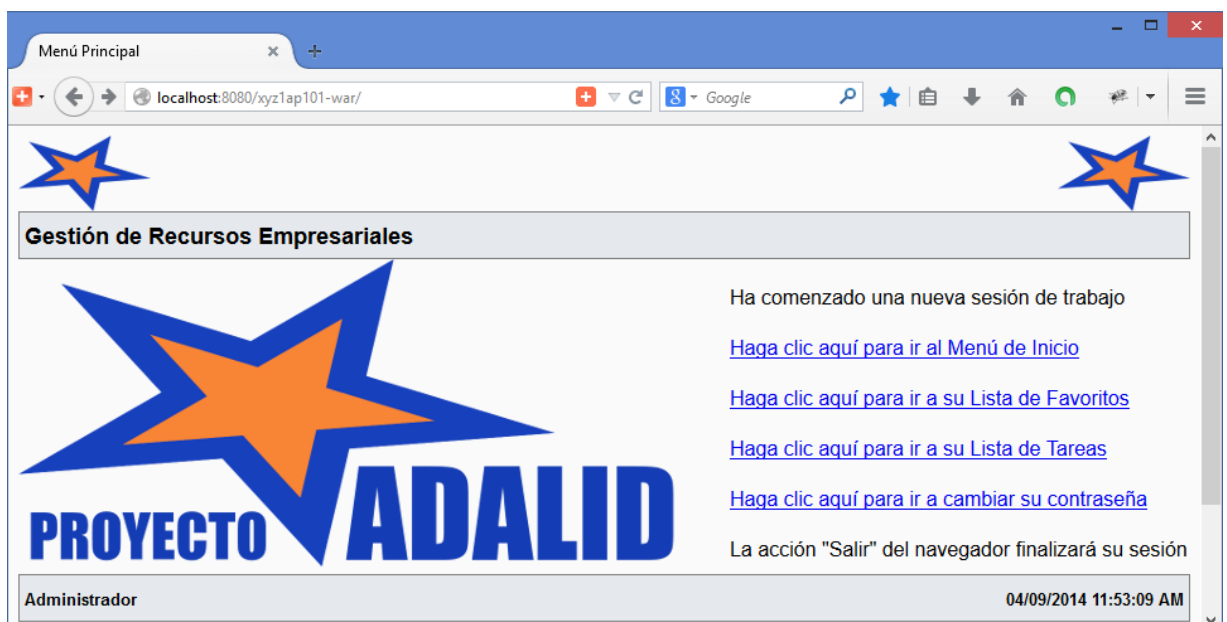 Menú Principal
localhost:8080/xyz1ap101-war/
8 Google
Gestión de Recursos Empresariales
Ha comenzado una nueva sesión de trabajo
Haga clic aquí para ir al Menú de Inicio
Haga clic aquí para ir a su Lista de Favoritos
Haga clic aquí para ir a su Lista de Tareas
Haga clic aquí para ir a cambiar su contraseña
La acción "Salir" del navegador finalizará su sesión
PROYECTO ADALID
Administrador 04/09/2014 11:53:09 AM